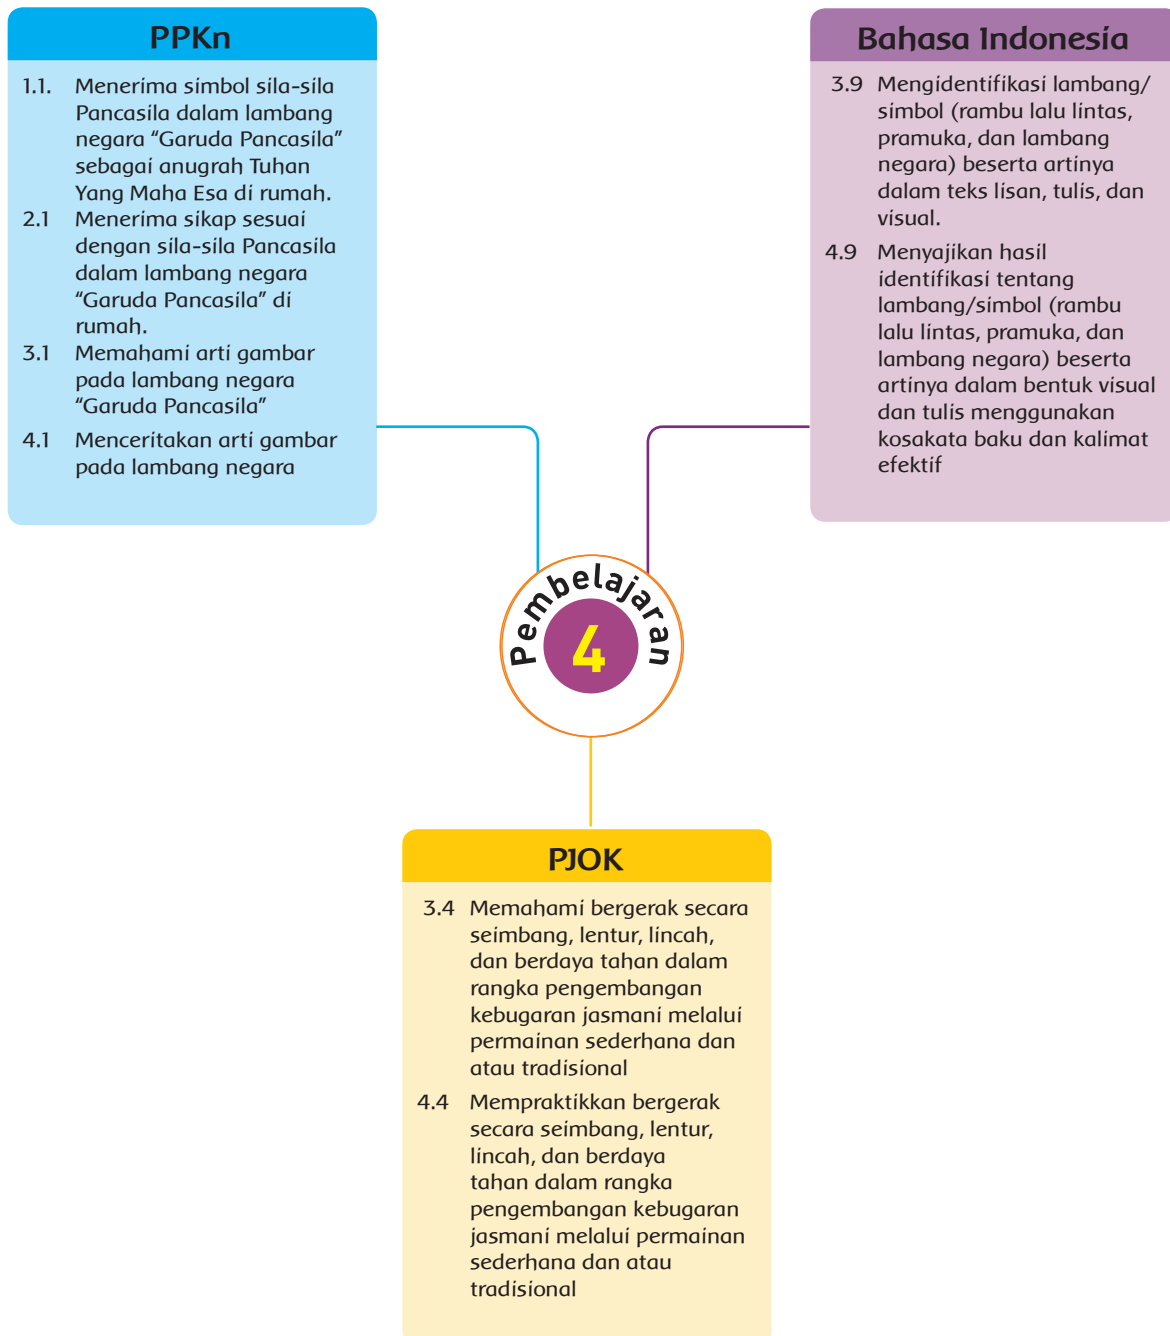 PPKn
1.1. Menerima simbol sila-sila
Pancasila dalam lambang
negara “Garuda Pancasila”
sebagai anugrah Tuhan
Yang Maha Esa di rumah.
2.1 Menerima sikap sesuai
dengan sila-sila Pancasila
dalam lambang negara
“Garuda Pancasila” di
rumah.
3.1 Memahami arti gambar
pada lambang negara
“Garuda Pancasila”
4.1 Menceritakan arti gambar
pada lambang negara
Bahasa Indonesia
3.9 Mengidentifikasi lambang/
simbol (rambu lalu lintas,
pramuka, dan lambang
negara) beserta artinya
dalam teks lisan, tulis, dan
visual.
4.9 Menyajikan hasil
identifikasi tentang
lambang/simbol (rambu
lalu lintas, pramuka, dan
lambang negara) beserta
artinya dalam bentuk visual
dan tulis menggunakan
kosakata baku dan kalimat
efektif
Pembelajaran
4
PJOK
3.4 Memahami bergerak secara
seimbang, lentur, lincah,
dan berdaya tahan dalam
rangka pengembangan
kebugaran jasmani melalui
permainan sederhana dan
atau tradisional
4.4 Mempraktikkan bergerak
secara seimbang, lentur,
lincah, dan berdaya
tahan dalam rangka
pengembangan kebugaran
jasmani melalui permainan
sederhana dan atau
tradisional